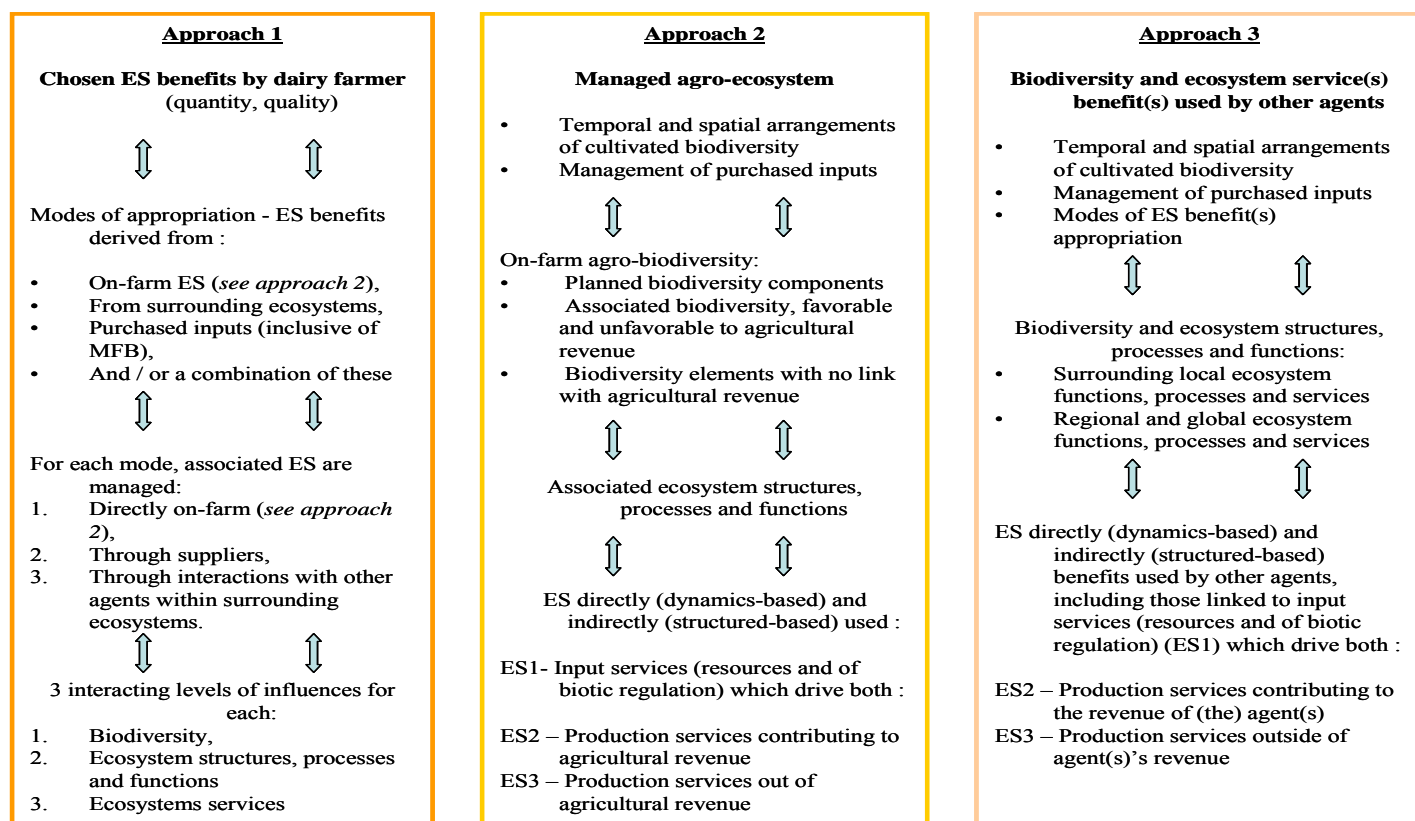 Approach 1
Chosen ES benefits by dairy farmer
(quantity, quality)
Modes of appropriation - ES benefits
derived from :
• On-farm ES (see approach 2),
• From surrounding ecosystems,
• Purchased inputs (inclusive of
MFB),
• And / or a combination of these
For each mode, associated ES are
managed:
1. Directly on-farm (see approach
2),
2. Through suppliers,
3. Through interactions with other
agents within surrounding
ecosystems.
3 interacting levels of influences for
each:
1. Biodiversity,
2. Ecosystem structures, processes
and functions
3. Ecosystems services
Approach 2
Managed agro-ecosystem
• Temporal and spatial arrangements
of cultivated biodiversity
• Management of purchased inputs
On-farm agro-biodiversity:
• Planned biodiversity components
• Associated biodiversity, favorable
and unfavorable to agricultural
revenue
• Biodiversity elements with no link
with agricultural revenue
Associated ecosystem structures,
processes and functions
ES directly (dynamics-based) and
indirectly (structured-based) used :
ES1- Input services (resources and of
biotic regulation) which drive both :
ES2 – Production services contributing to
agricultural revenue
ES3 – Production services out of
agricultural revenue
Approach 3
Biodiversity and ecosystem service(s)
benefit(s) used by other agents
• Temporal and spatial arrangements
of cultivated biodiversity
• Management of purchased inputs
• Modes of ES benefit(s)
appropriation
Biodiversity and ecosystem structures,
processes and functions:
• Surrounding local ecosystem
functions, processes and services
• Regional and global ecosystem
functions, processes and services
ES directly (dynamics-based) and
indirectly (structured-based)
benefits used by other agents,
including those linked to input
services (resources and of biotic
regulation) (ES1) which drive both :
ES2 – Production services contributing to
the revenue of (the) agent(s)
ES3 – Production services outside of
agent(s)’s revenue